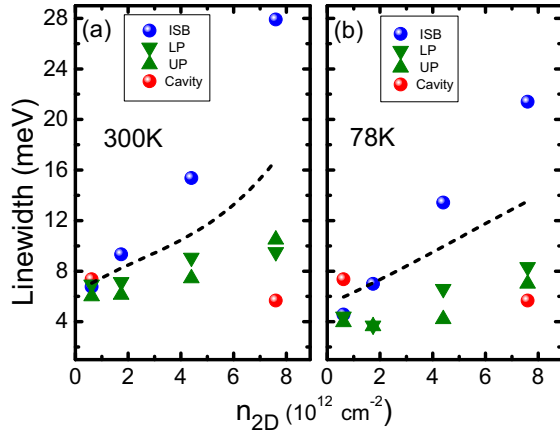 (a)
ISB
LP
UP
Cavity
300K
(b)
ISB
LP
UP
Cavity
78K
Linewidth (meV)
28
24
20
16
12
8
4
0 2 4 6 8
0 2 4 6 8
n2D (10^12 cm^-2)